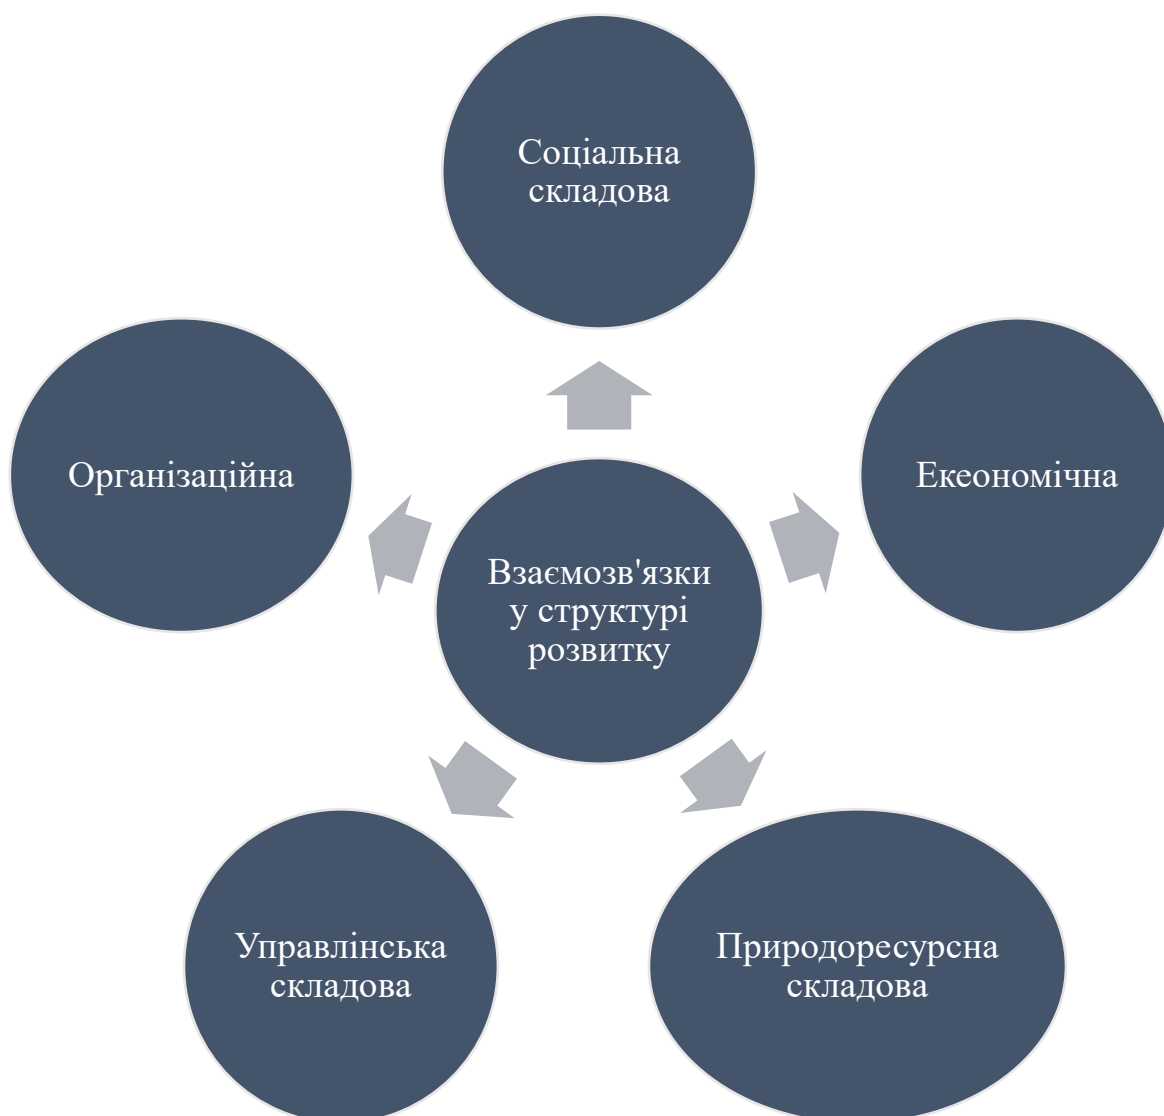 Соціальна
складова
Організаційна
Екеономічна
Взаємозв'язки
у структурі
розвитку
Управлінська
складова
Природоресурсна
складова